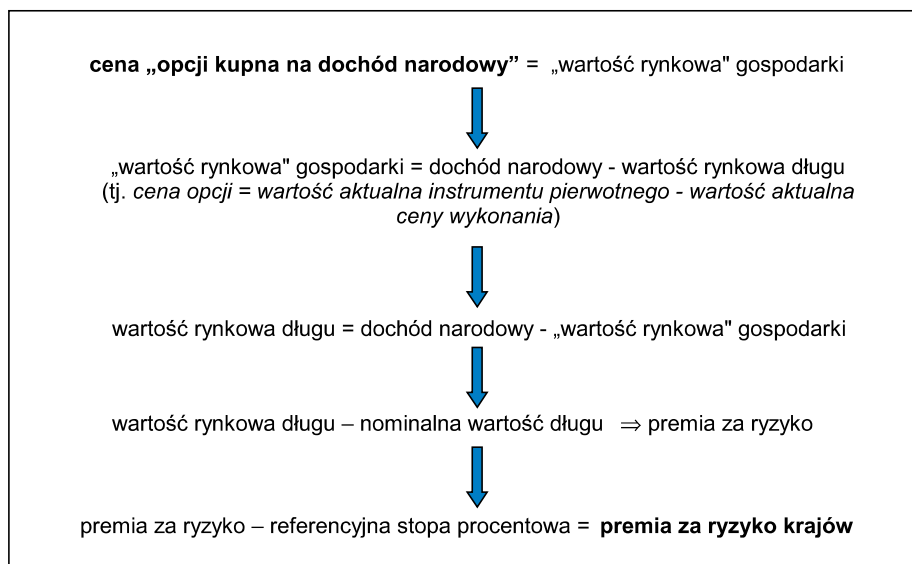 cena „opcji kupna na dochód narodowy” = „wartość rynkowa" gospodarki
„wartość rynkowa" gospodarki = dochód narodowy - wartość rynkowa długu
(tj. cena opcji = wartość aktualna instrumentu pierwotnego - wartość aktualna
ceny wykonania)
wartość rynkowa długu = dochód narodowy - „wartość rynkowa" gospodarki
wartość rynkowa długu – nominalna wartość długu ⇒ premia za ryzyko
premia za ryzyko – referencyjna stopa procentowa = premia za ryzyko krajów